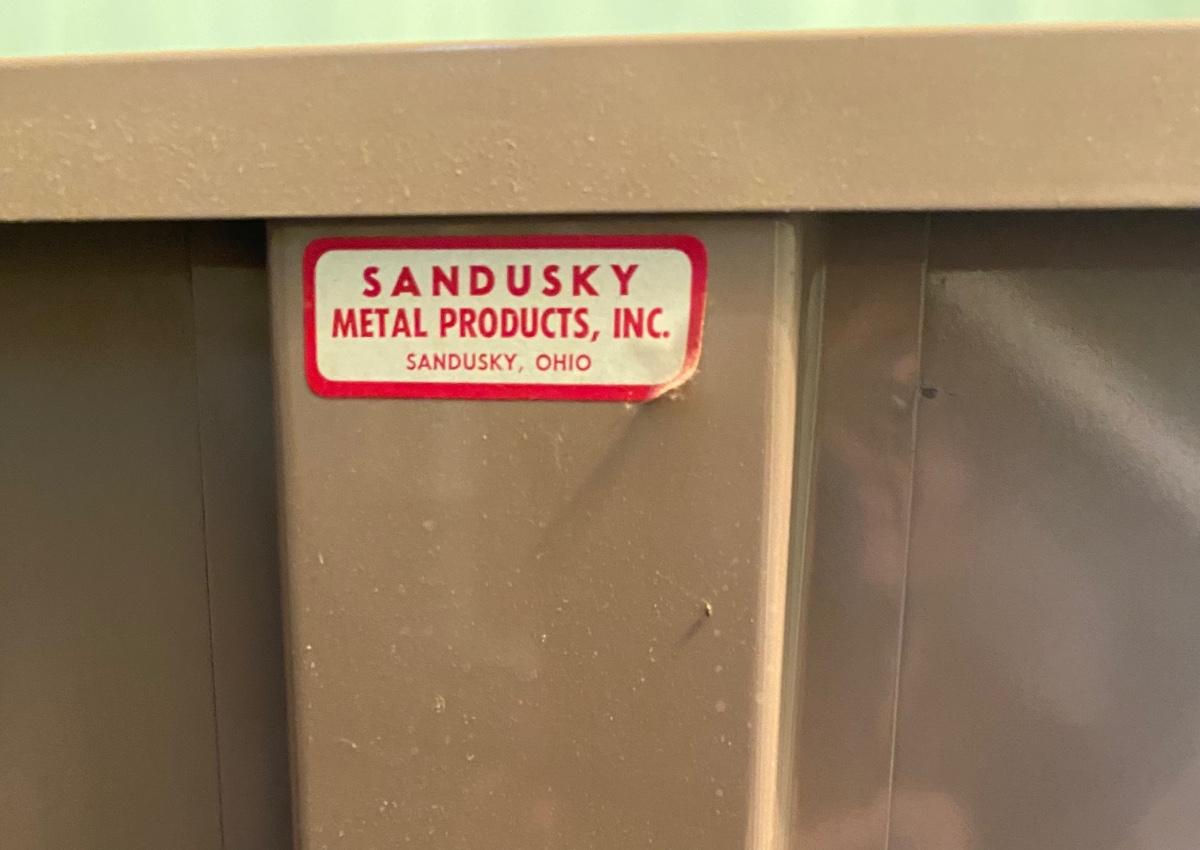 SANDUSKY
METAL PRODUCTS, INC.
SANDUSKY, OHIO